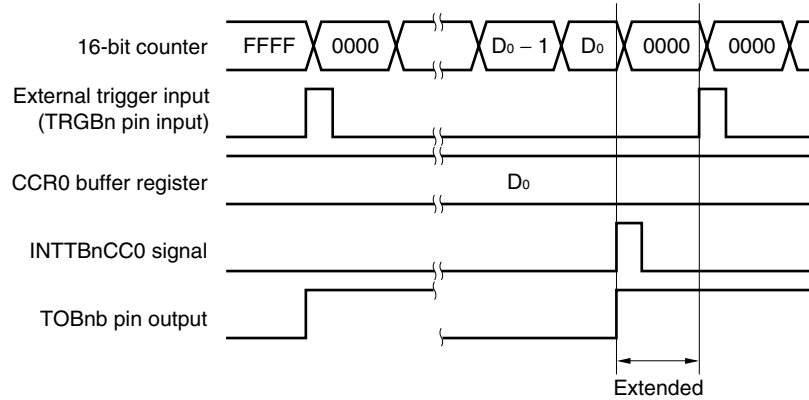 16-bit counter FFFF 0000 D0 − 1 D0 0000 0000
External trigger input
(TRGBn pin input)
CCR0 buffer register D0
INTTBnCC0 signal
TOBnb pin output
Extended